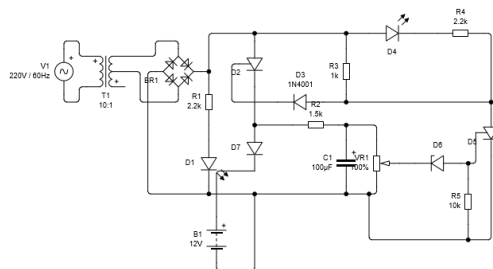 V1
220V / 60Hz
T1
10:1
BR1
R1
2.2k
D1
B1
12V
D2
D3
1N4001
D7
R2
1.5k
R3
1k
C1
100μF
VR1
100%
D4
R4
2.2k
D6
D5
R5
10k